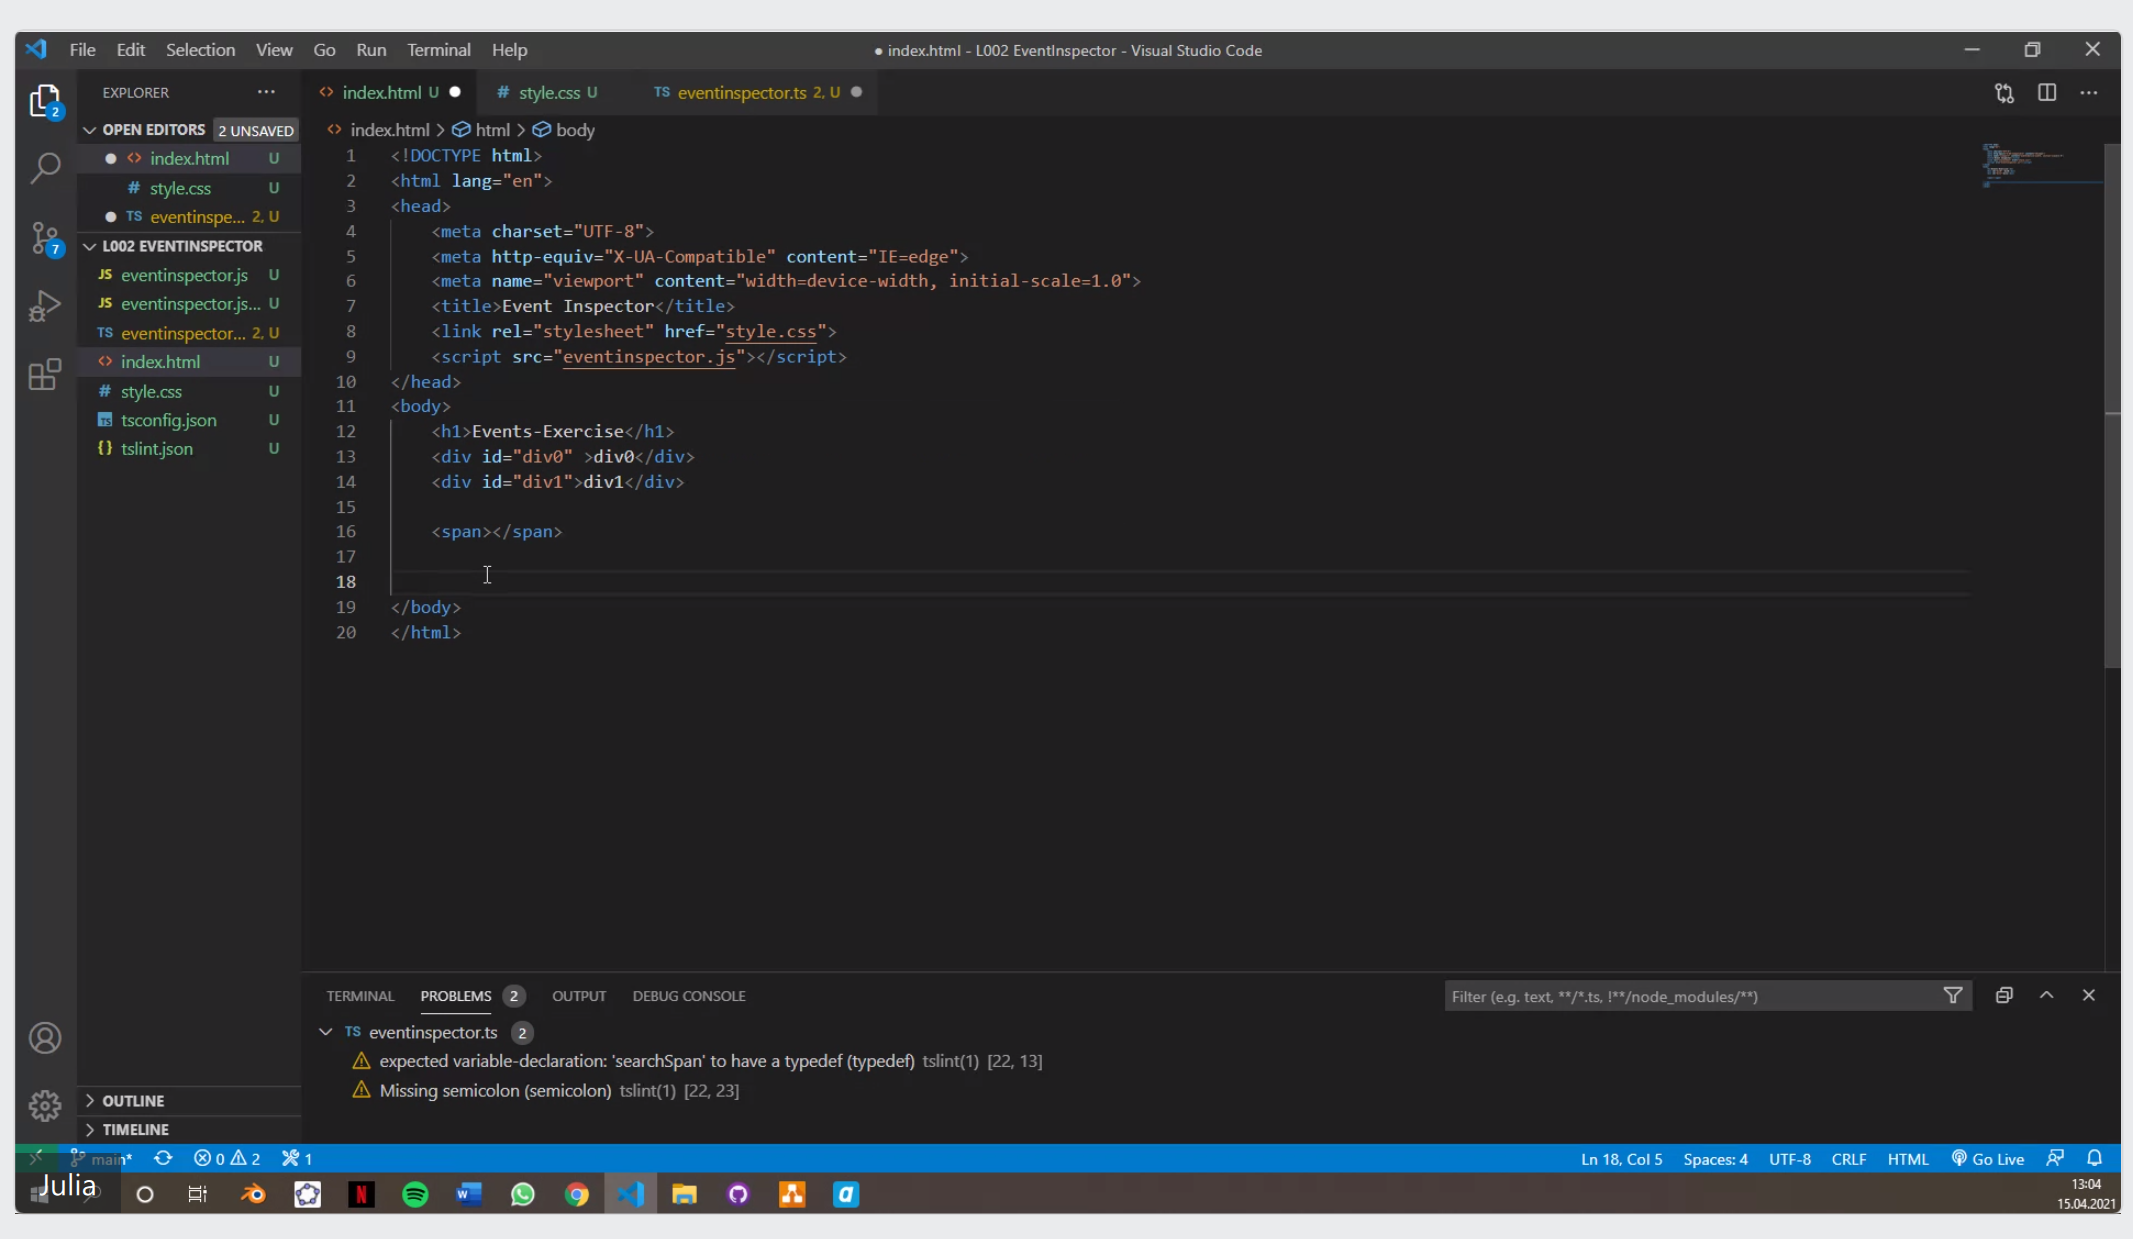 File Edit Selection View Go Run Terminal Help
● index.html - L002 EventInspector - Visual Studio Code
EXPLORER
index.html U
style.css U
TS eventinspector.ts 2, U
OPEN EDITORS 2 UNSAVED
index.html U
style.css U
TS eventinspe... 2, U
L002 EVENTINSPECTOR
JS eventinspector.js U
JS eventinspector.js... U
TS eventinspector... 2, U
index.html U
style.css U
tsconfig.json U
{} tslint.json U
OUTLINE
TIMELINE
2
7
index.html > html > body
1 <!DOCTYPE html>
2 <html lang="en">
3 <head>
4 <meta charset="UTF-8">
5 <meta http-equiv="X-UA-Compatible" content="IE=edge">
6 <meta name="viewport" content="width=device-width, initial-scale=1.0">
7 <title>Event Inspector</title>
8 <link rel="stylesheet" href="style.css">
9 <script src="eventinspector.js"></script>
10 </head>
11 <body>
12 <h1>Events-Exercise</h1>
13 <div id="div0" >div0</div>
14 <div id="div1">div1</div>
15
16 <span></span>
17
18
19 </body>
20 </html>
TERMINAL PROBLEMS 2 OUTPUT DEBUG CONSOLE
Filter (e.g. text, **/*.ts, !**/node_modules/**)
TS eventinspector.ts 2
expected variable-declaration: 'searchSpan' to have a typedef (typedef) tslint(1) [22, 13]
Missing semicolon (semicolon) tslint(1) [22, 23]
main* 0 2 1
Ln 18, Col 5 Spaces: 4 UTF-8 CRLF HTML Go Live
Julia
13:04
15.04.2021